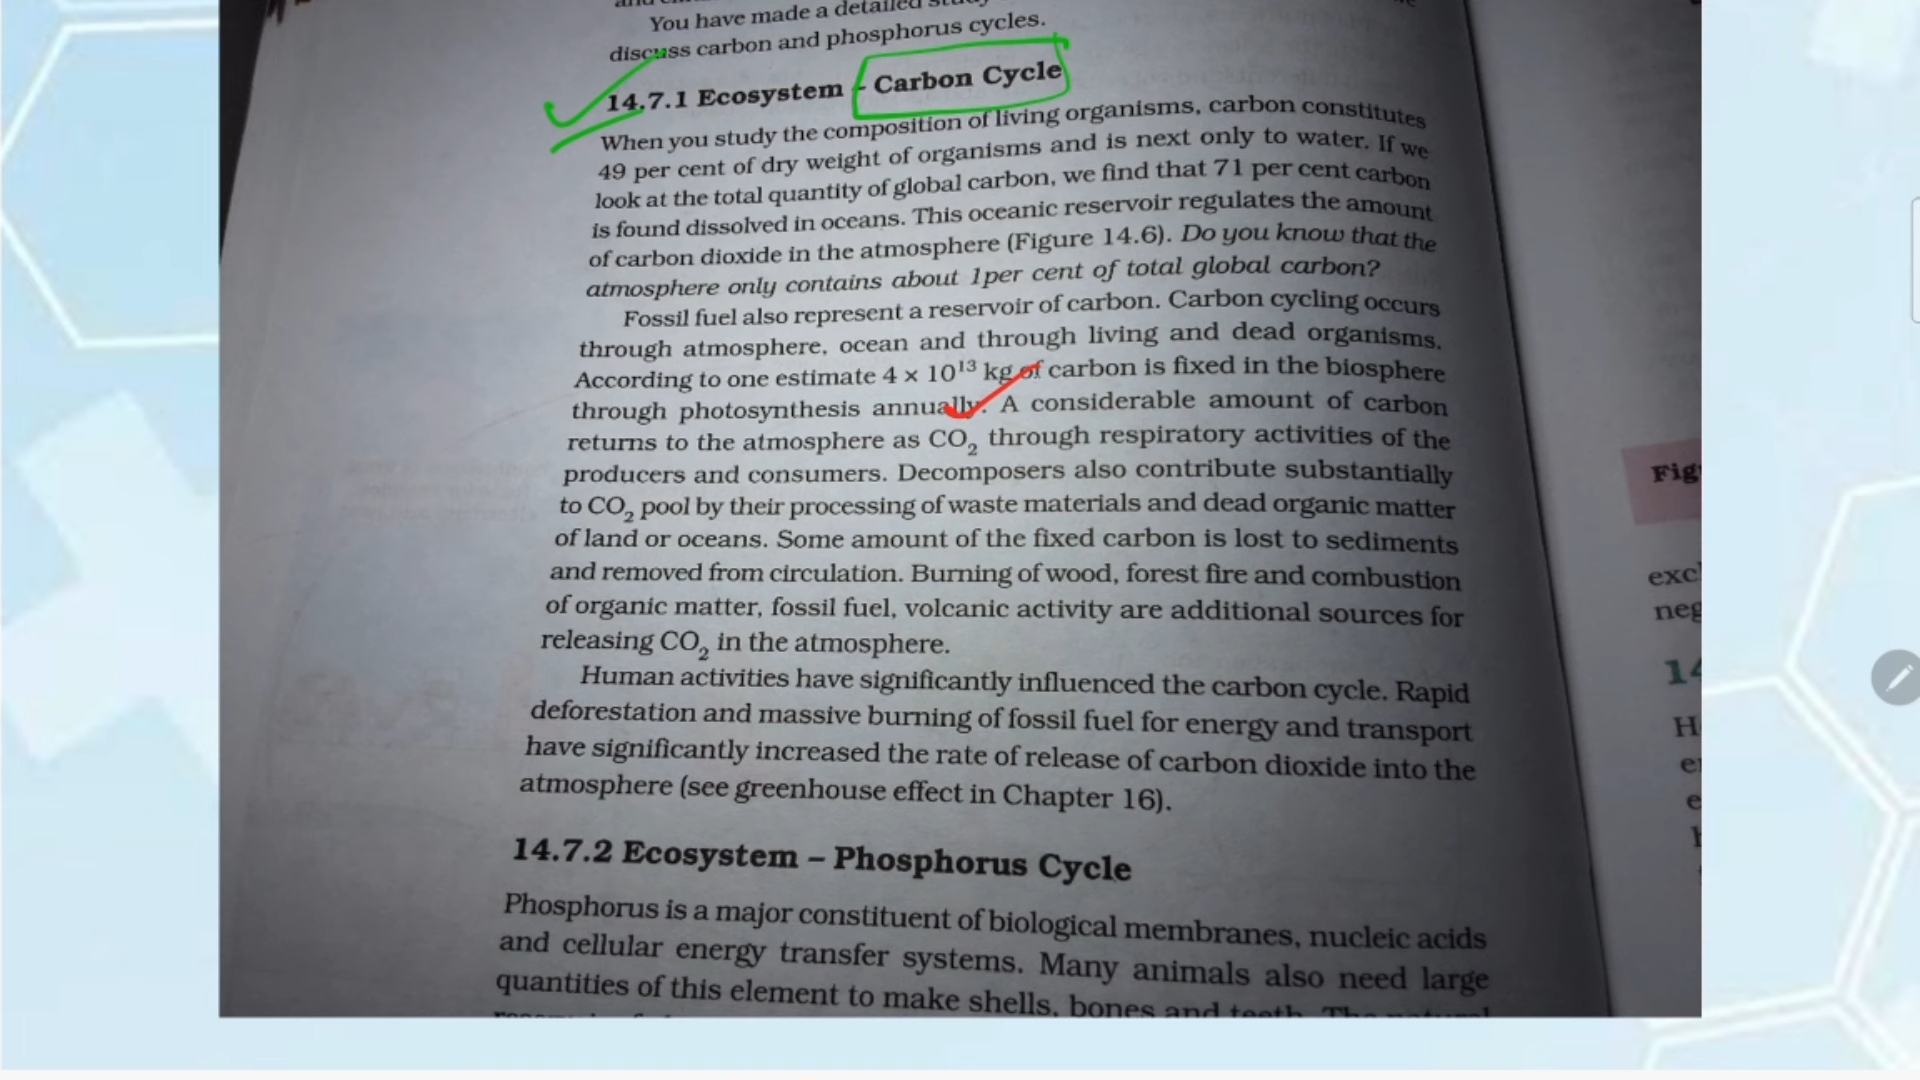 You have made a detailed
discuss carbon and phosphorus cycles.
14.7.1 Ecosystem – Carbon Cycle
When you study the composition of living organisms, carbon constitutes
49 per cent of dry weight of organisms and is next only to water. If we
look at the total quantity of global carbon, we find that 71 per cent carbon
is found dissolved in oceans. This oceanic reservoir regulates the amount
of carbon dioxide in the atmosphere (Figure 14.6). Do you know that the
atmosphere only contains about 1per cent of total global carbon?
Fossil fuel also represent a reservoir of carbon. Carbon cycling occurs
through atmosphere, ocean and through living and dead organisms.
According to one estimate 4 × 10¹³ kg of carbon is fixed in the biosphere
through photosynthesis annually. A considerable amount of carbon
returns to the atmosphere as CO₂ through respiratory activities of the
producers and consumers. Decomposers also contribute substantially
to CO₂ pool by their processing of waste materials and dead organic matter
of land or oceans. Some amount of the fixed carbon is lost to sediments
and removed from circulation. Burning of wood, forest fire and combustion
of organic matter, fossil fuel, volcanic activity are additional sources for
releasing CO₂ in the atmosphere.
Human activities have significantly influenced the carbon cycle. Rapid
deforestation and massive burning of fossil fuel for energy and transport
have significantly increased the rate of release of carbon dioxide into the
atmosphere (see greenhouse effect in Chapter 16).
14.7.2 Ecosystem – Phosphorus Cycle
Phosphorus is a major constituent of biological membranes, nucleic acids
and cellular energy transfer systems. Many animals also need large
quantities of this element to make shells, bones and teeth. The natural
Fig
exc
neg
14